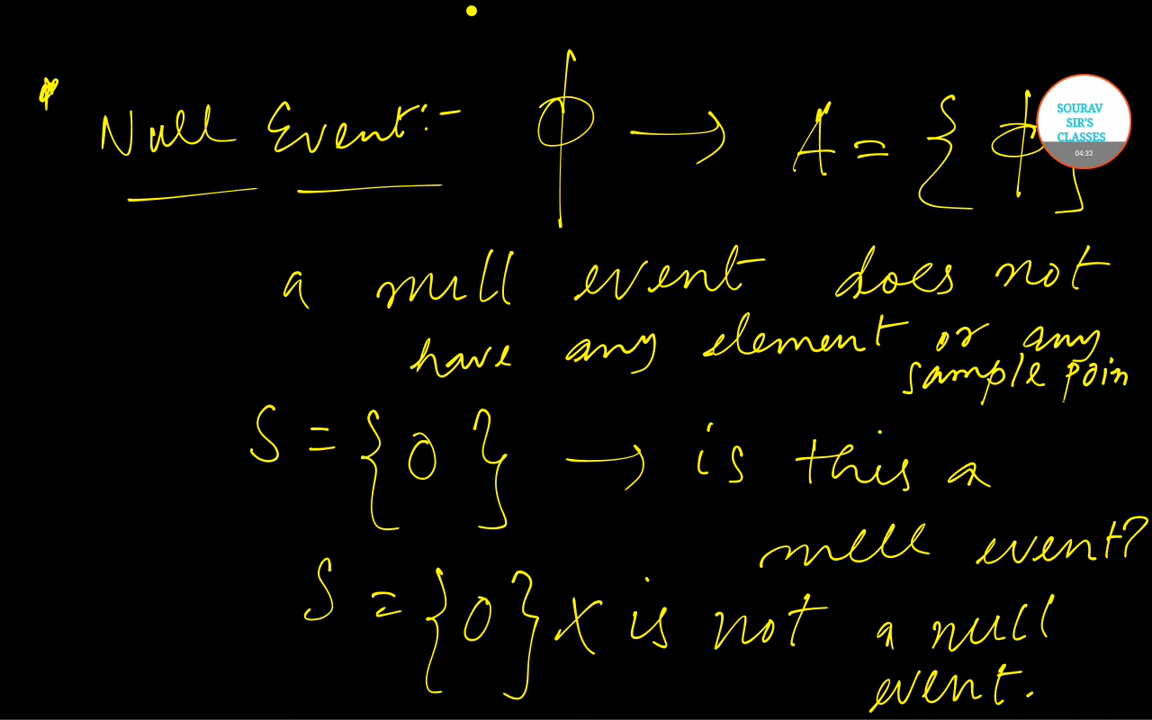 Null Event:- ϕ → A = { ϕ }
SOURAV
SIR'S
CLASSES
04:32
a null event does not
have any element or any
sample poin
S = { 0 } → is this a
null event?
S = { 0 } X is not a null
event.